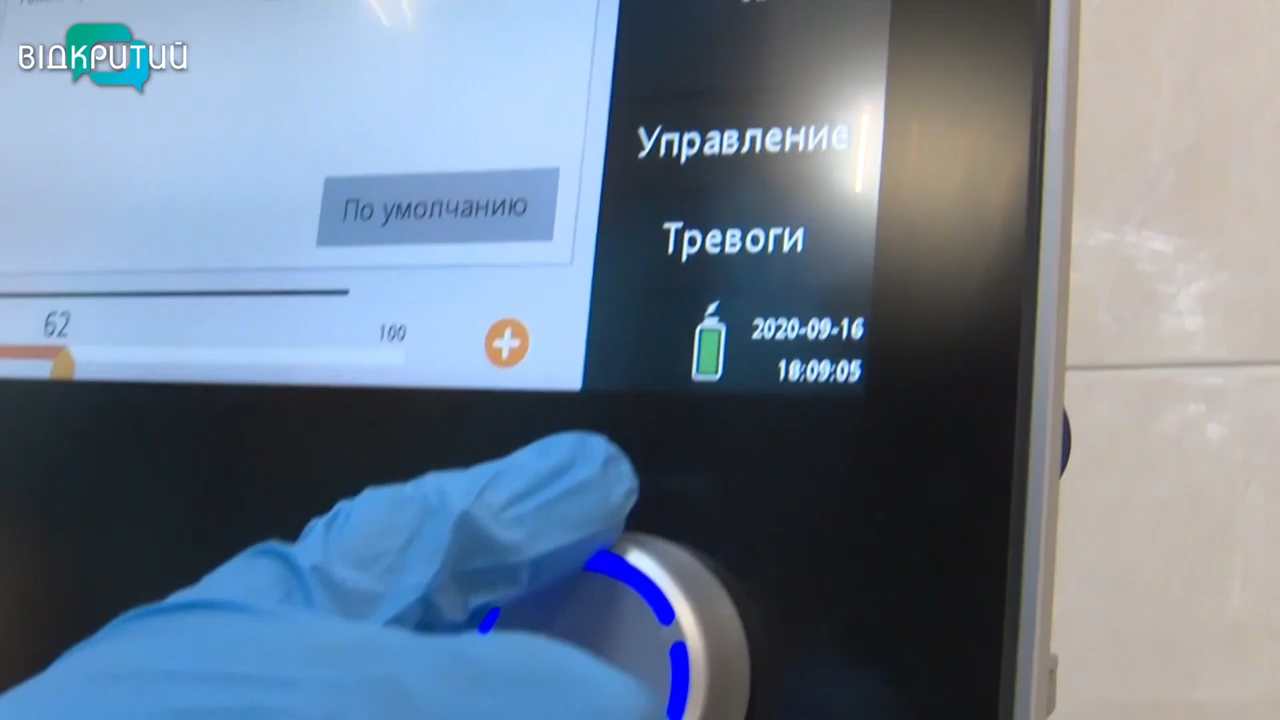 ВІДКРИТИЙ
Управление
По умолчанию
Тревоги
62
100
2020-09-16
18:09:05